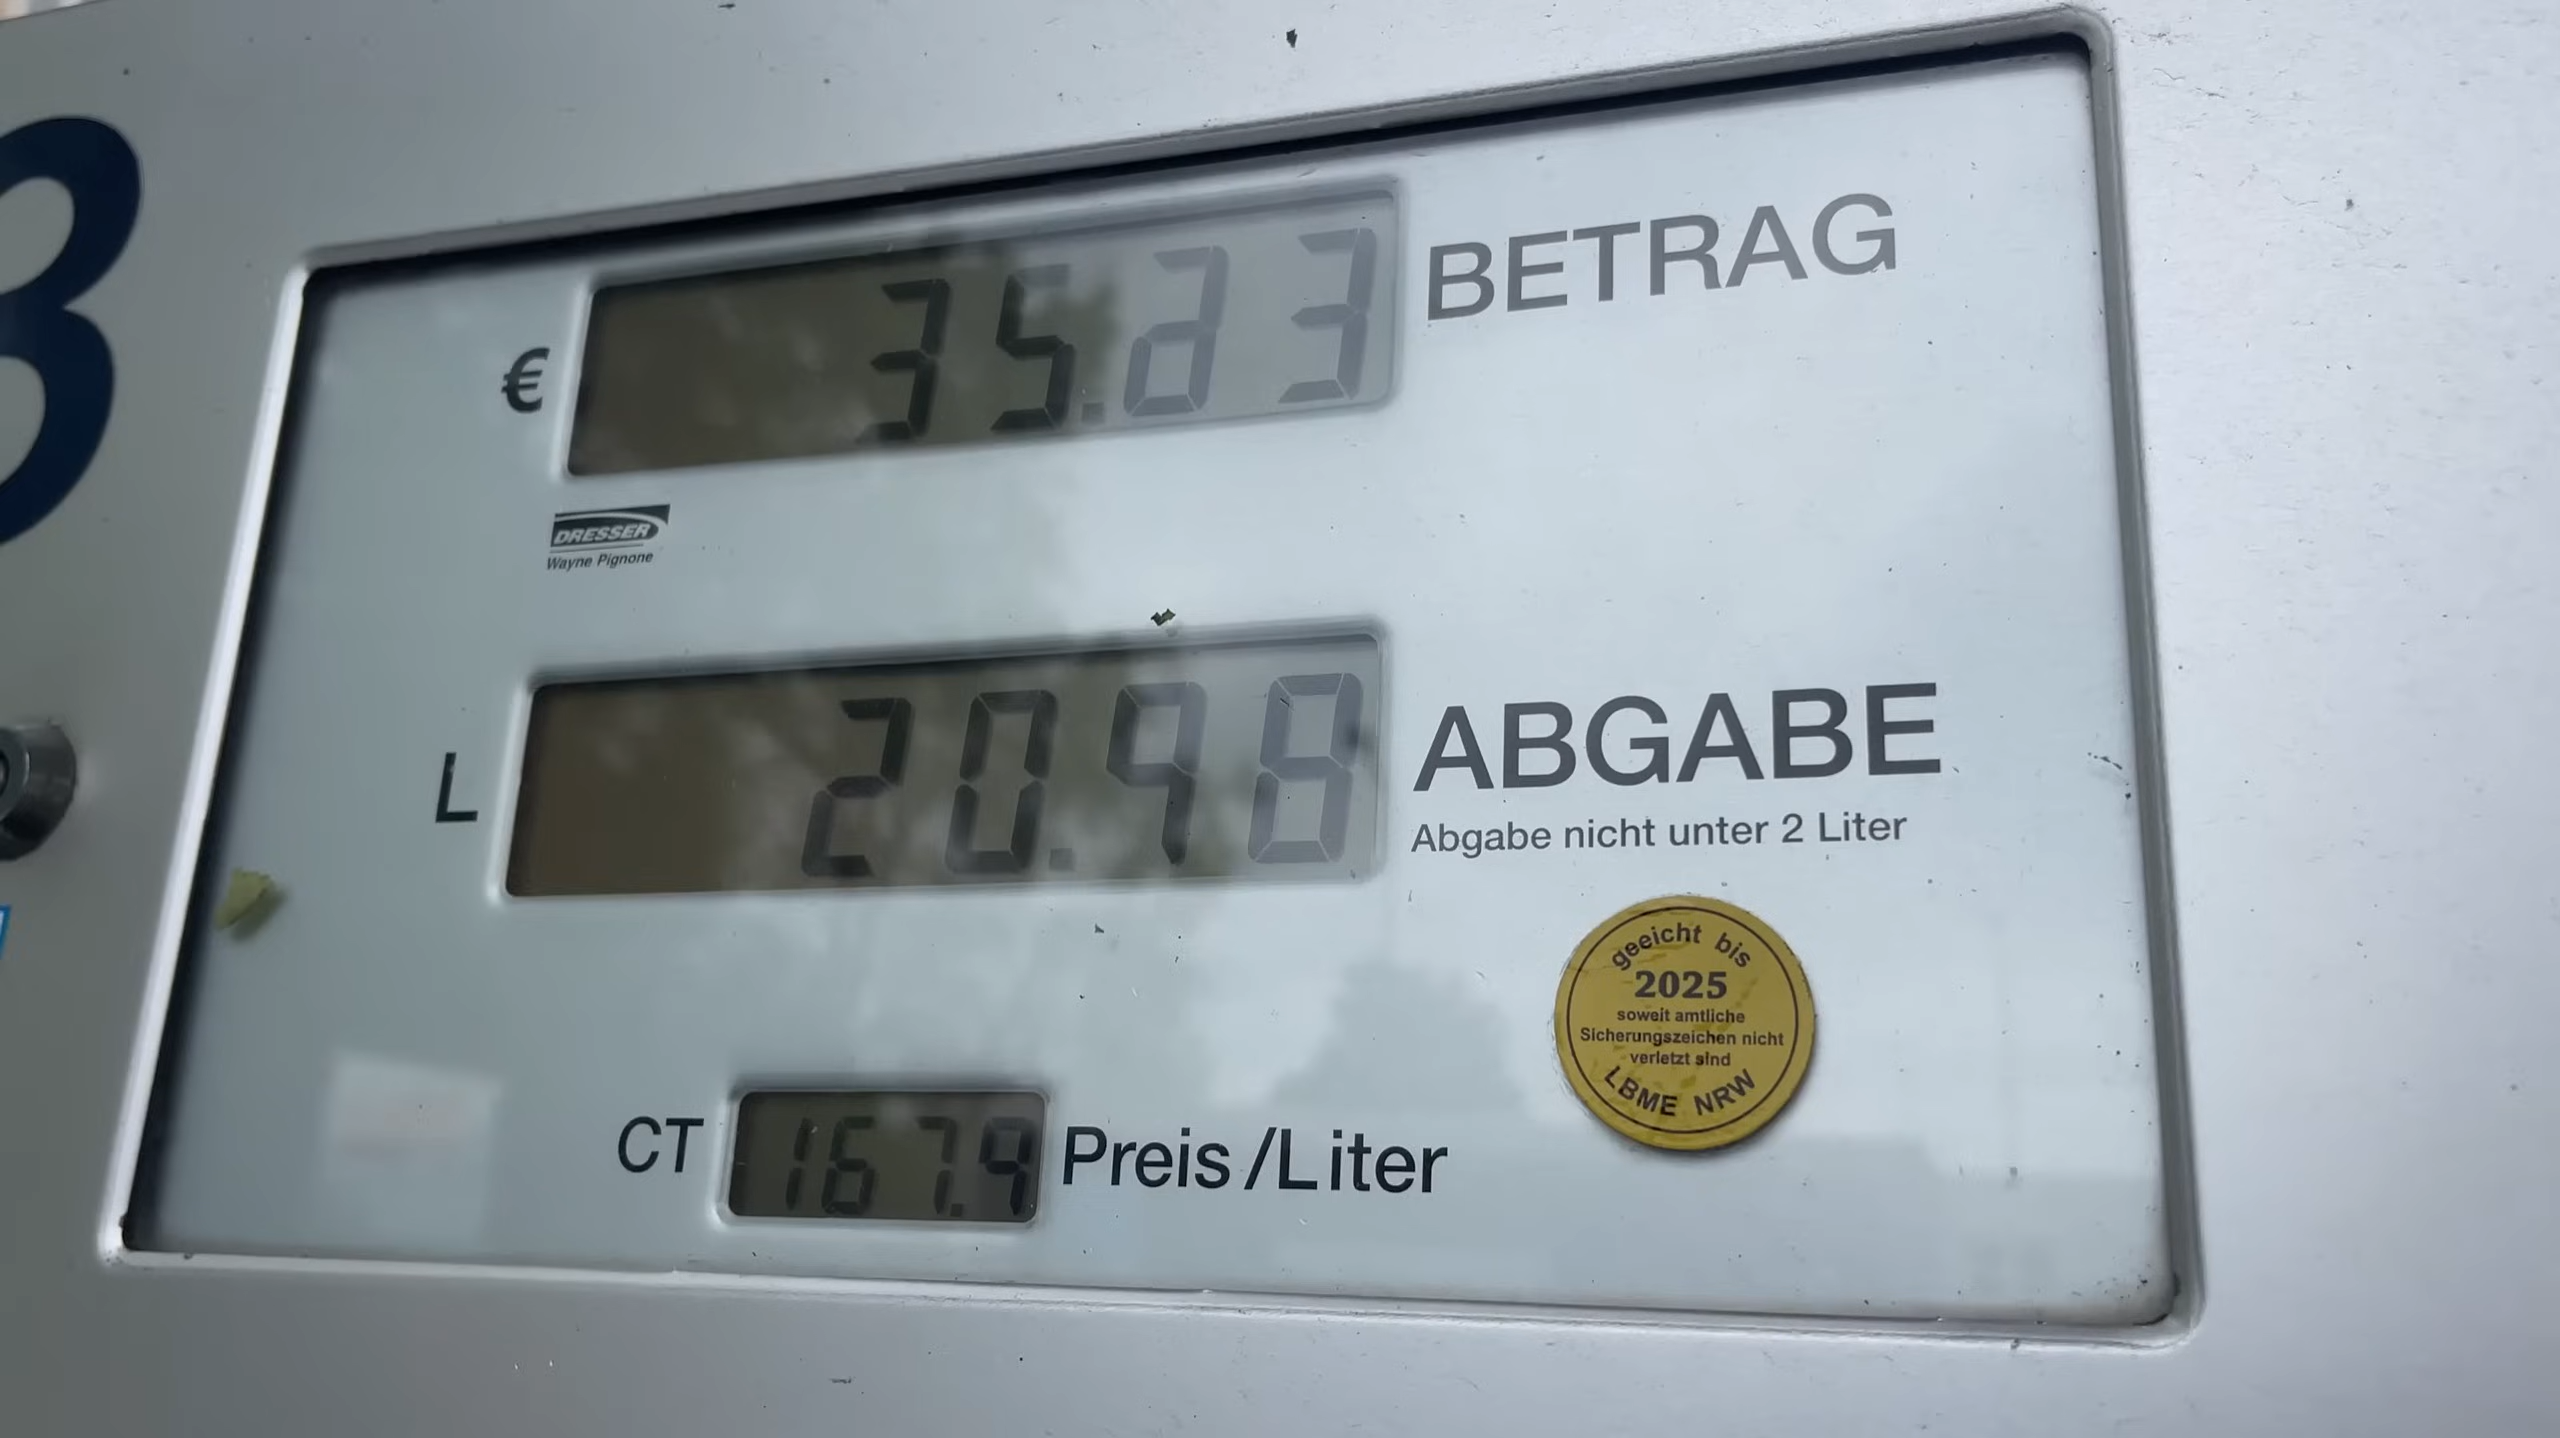 € 35.23 BETRAG
DRESSER
Wayne Pignone
L 20.98 ABGABE
Abgabe nicht unter 2 Liter
geeicht bis
2025
soweit amtliche
Sicherungszeichen nicht
verletzt sind
LBME NRW
CT 167.9 Preis/Liter